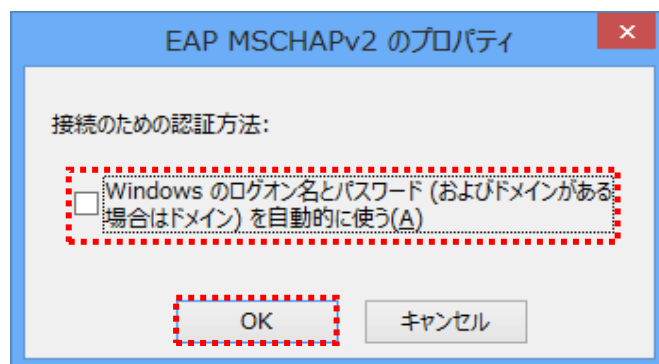 EAP MSCHAPv2 のプロパティ
接続のための認証方法:
Windows のログオン名とパスワード (およびドメインがある
場合はドメイン) を自動的に使う(A)
OK
キャンセル